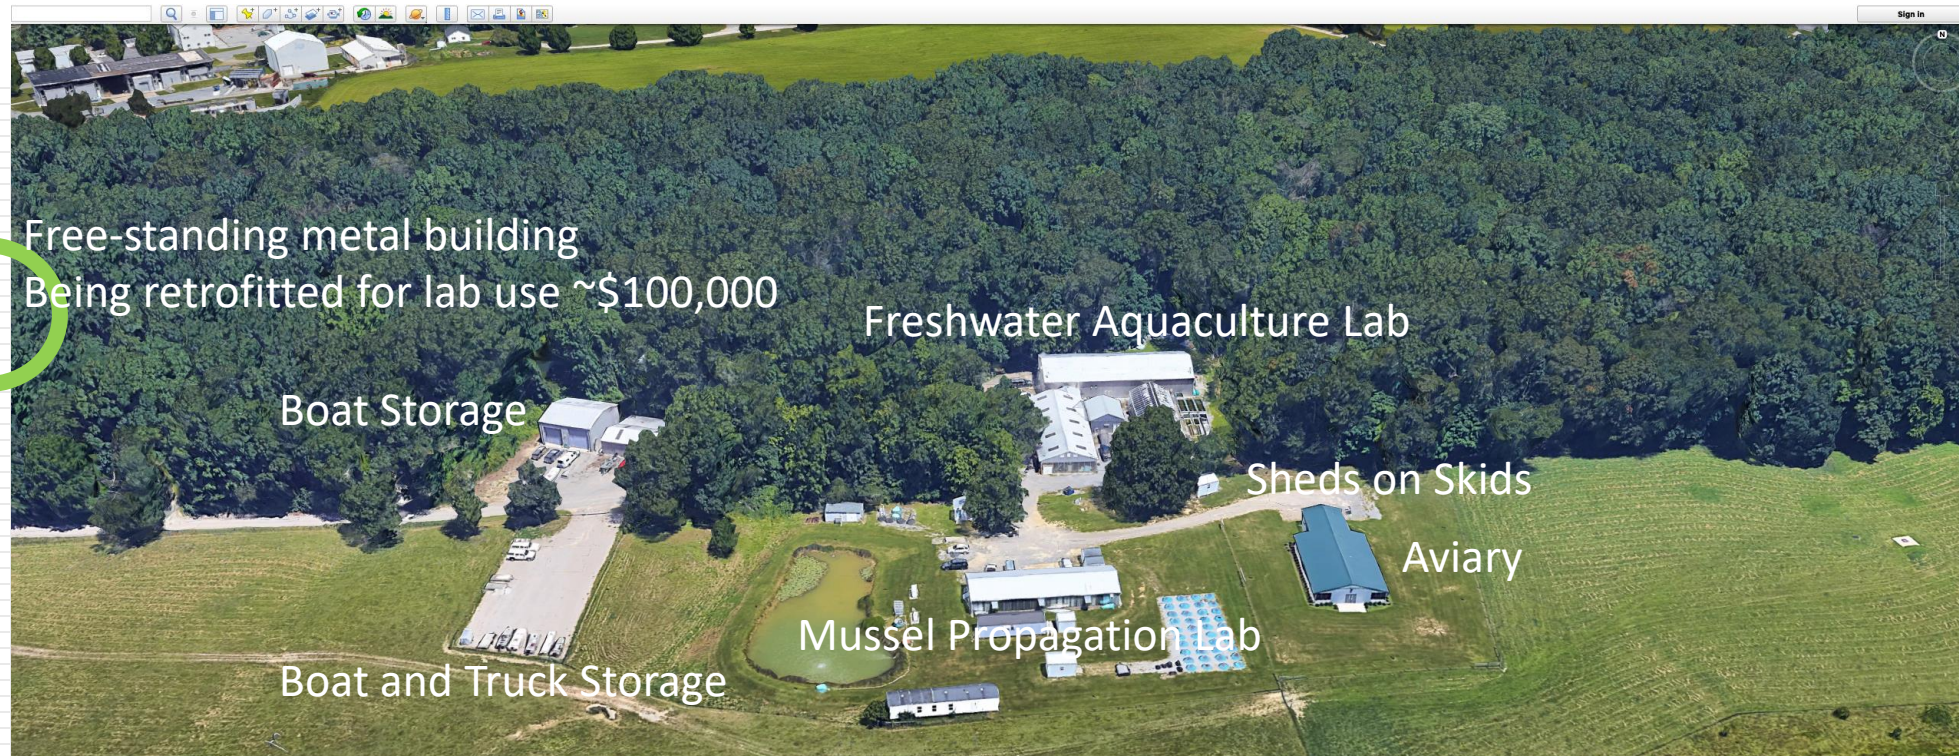 Sign in
N
Free-standing metal building
Being retrofitted for lab use ~$100,000
Freshwater Aquaculture Lab
Boat Storage
Sheds on Skids
Aviary
Mussel Propagation Lab
Boat and Truck Storage